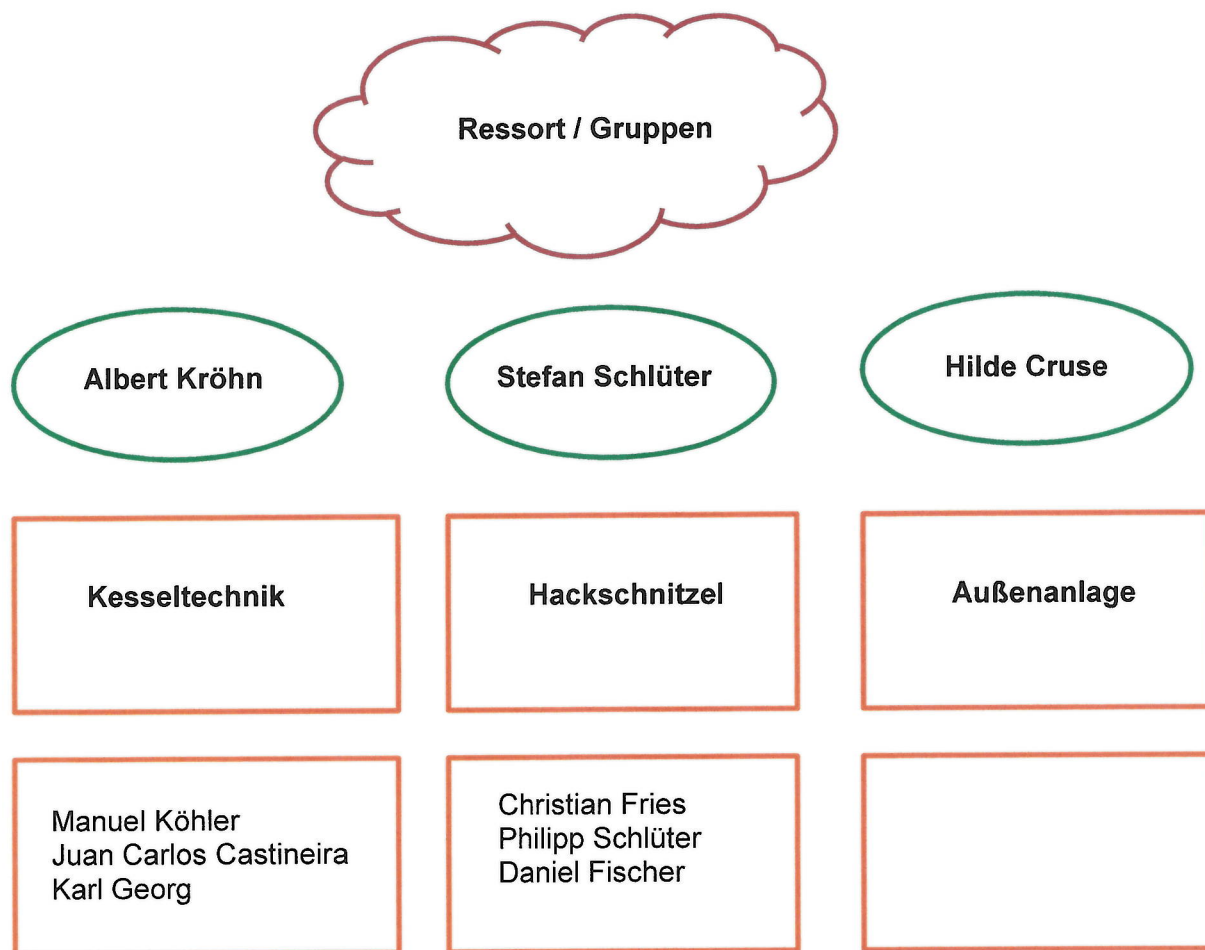 Ressort / Gruppen
Albert Kröhn
Stefan Schlüter
Hilde Cruse
Kesseltechnik
Hackschnitzel
Außenanlage
Manuel Köhler
Juan Carlos Castineira
Karl Georg
Christian Fries
Philipp Schlüter
Daniel Fischer